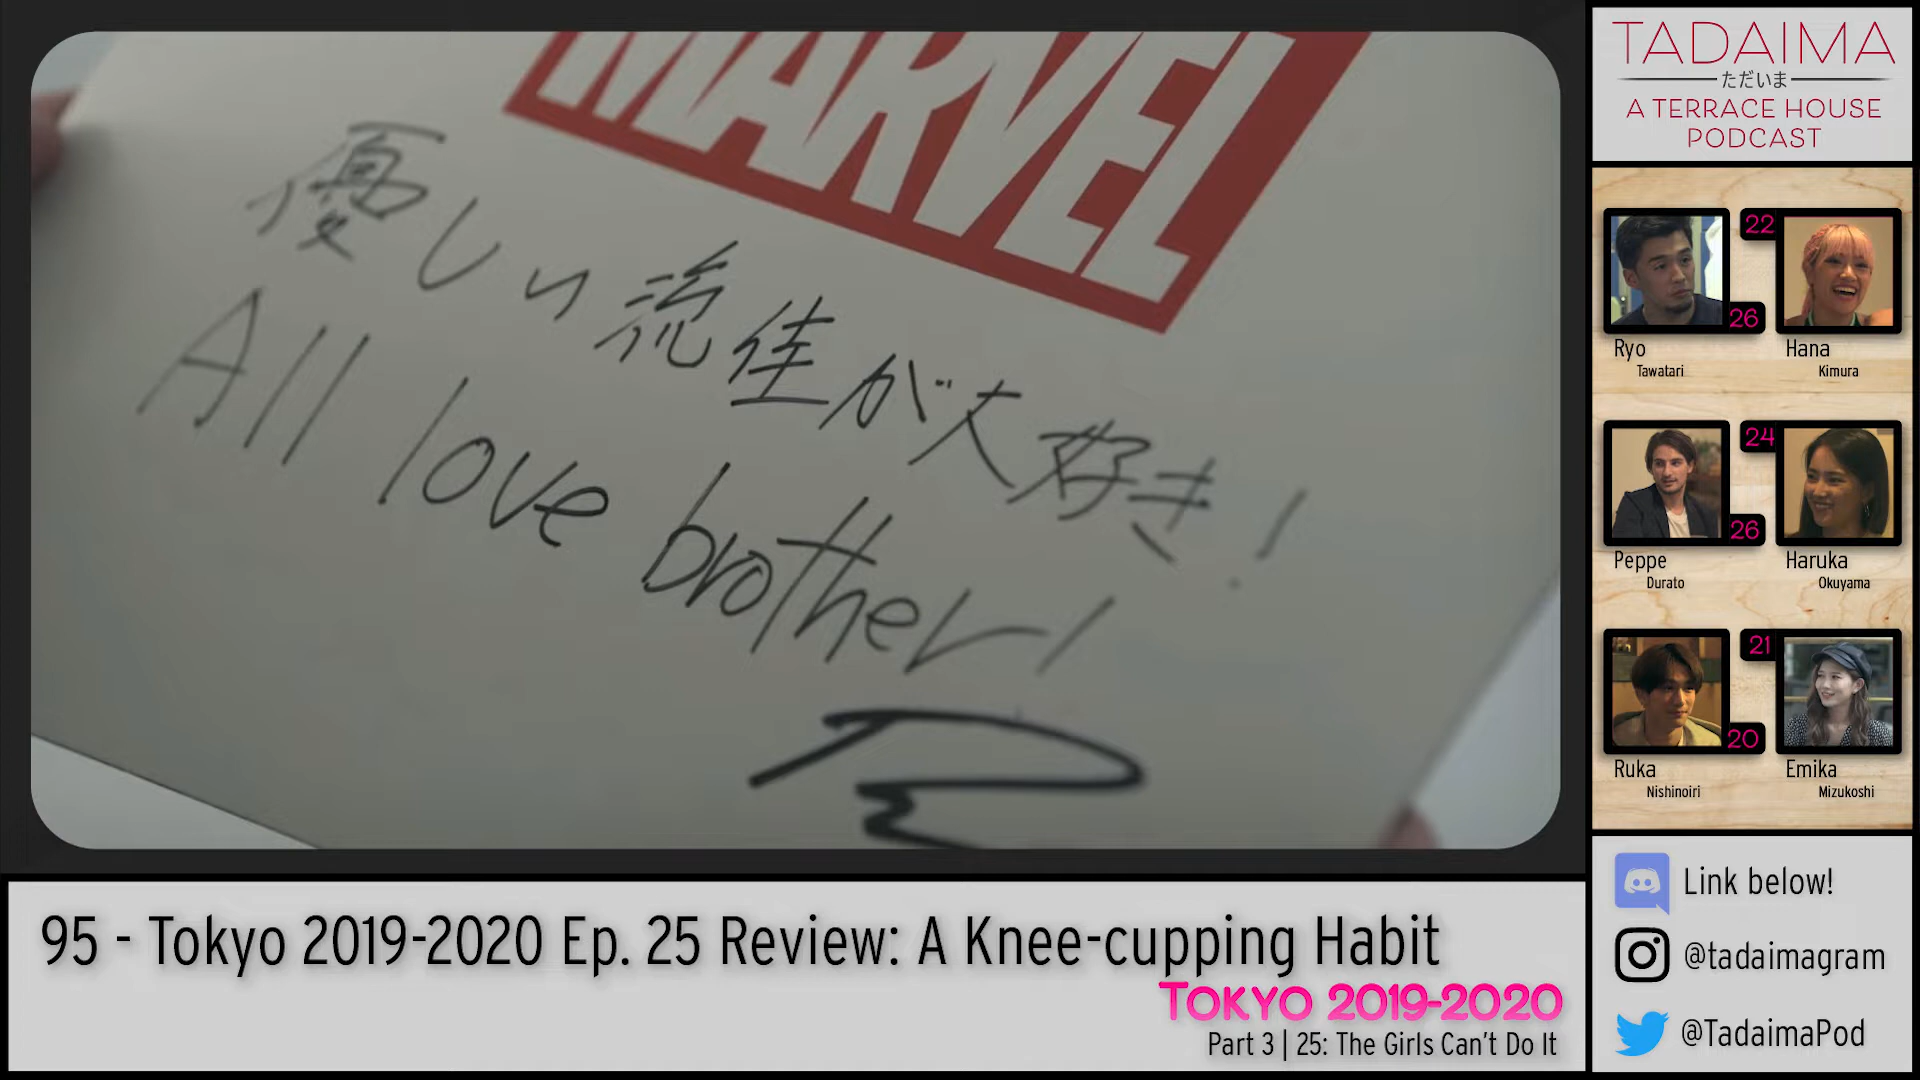 MARVEL
優しい流佳が大好き!
All love brother!
TADAIMA
ただいま
A TERRACE HOUSE
PODCAST
22
26
Ryo
Tawatari
Hana
Kimura
24
26
Peppe
Durato
Haruka
Okuyama
21
20
Ruka
Nishinoiri
Emika
Mizukoshi
95 - Tokyo 2019-2020 Ep. 25 Review: A Knee-cupping Habit
TOKYO 2019-2020
Part 3 | 25: The Girls Can't Do It
Link below!
@tadaimagram
@TadaimaPod